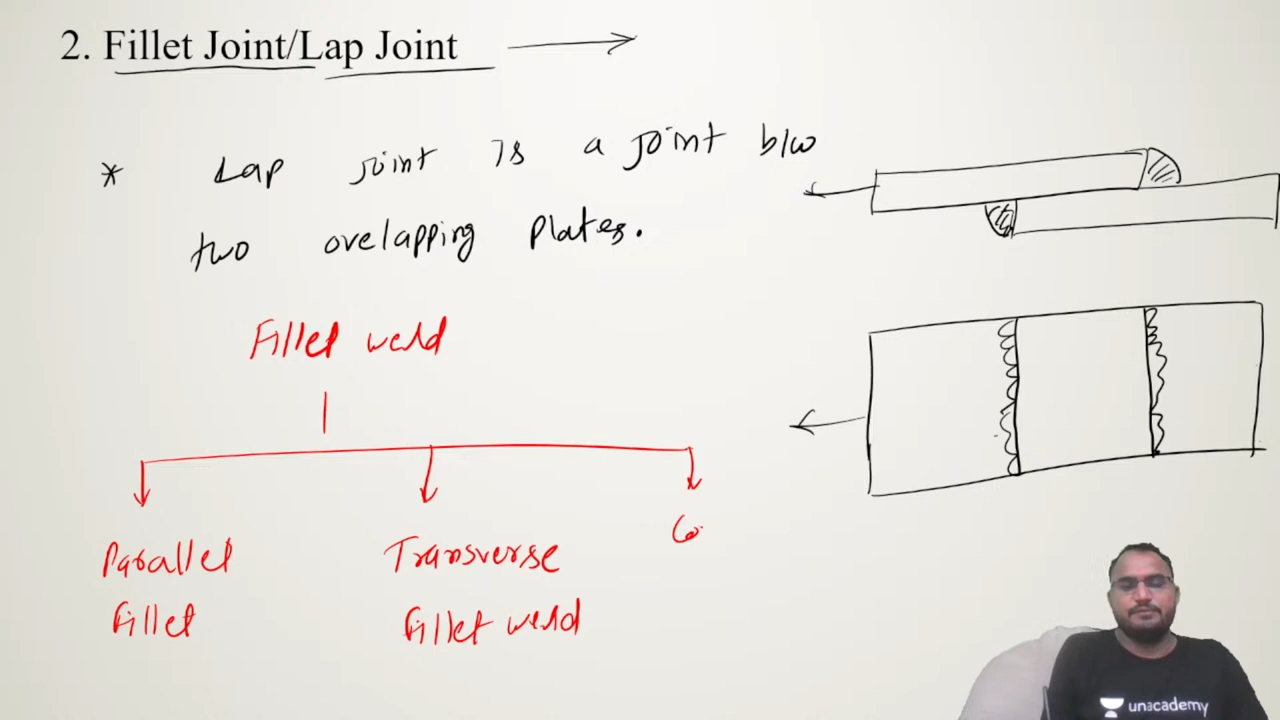 2. Fillet Joint/Lap Joint
* Lap joint is a joint b/w
two ovelapping plates.
Fillet weld
Parallel
Fillet
Transverse
Fillet weld
Co
unacademy